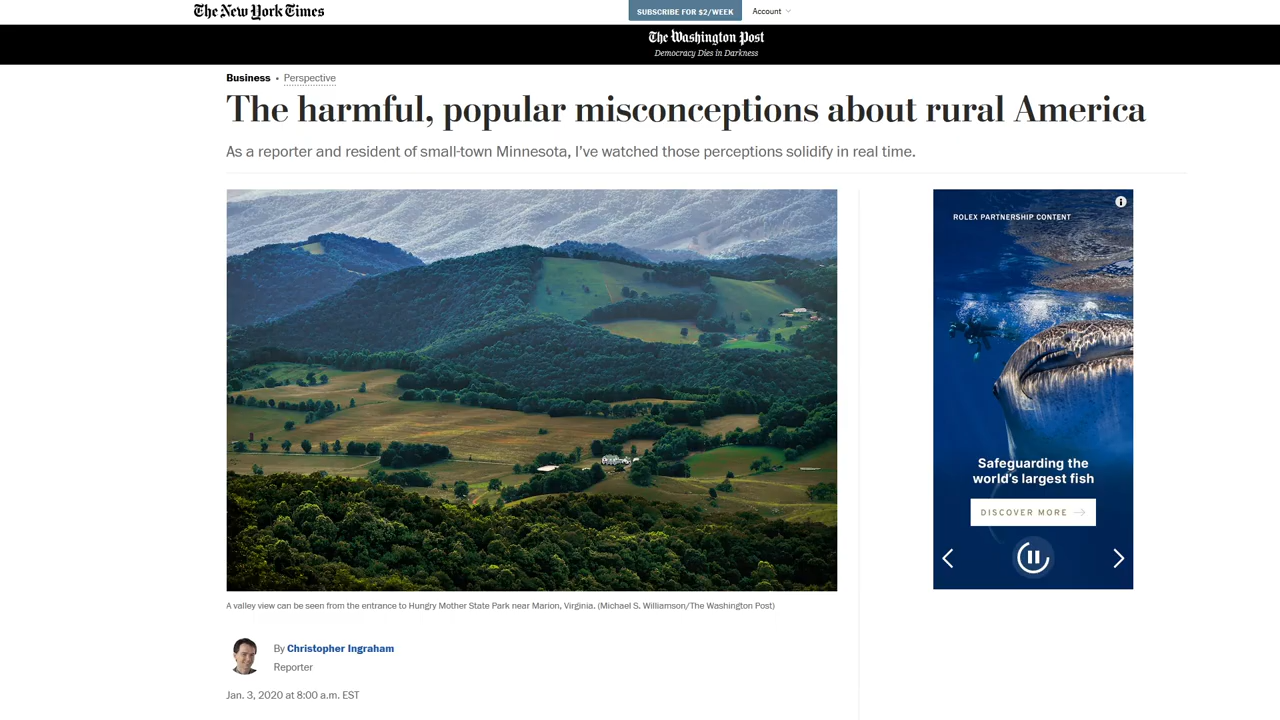 The New York Times
SUBSCRIBE FOR $2/WEEK
Account
The Washington Post
Democracy Dies in Darkness
Business • Perspective
The harmful, popular misconceptions about rural America
As a reporter and resident of small-town Minnesota, I've watched those perceptions solidify in real time.
ROLEX PARTNERSHIP CONTENT
Safeguarding the
world's largest fish
DISCOVER MORE
A valley view can be seen from the entrance to Hungry Mother State Park near Marion, Virginia. (Michael S. Williamson/The Washington Post)
By Christopher Ingraham
Reporter
Jan. 3, 2020 at 8:00 a.m. EST